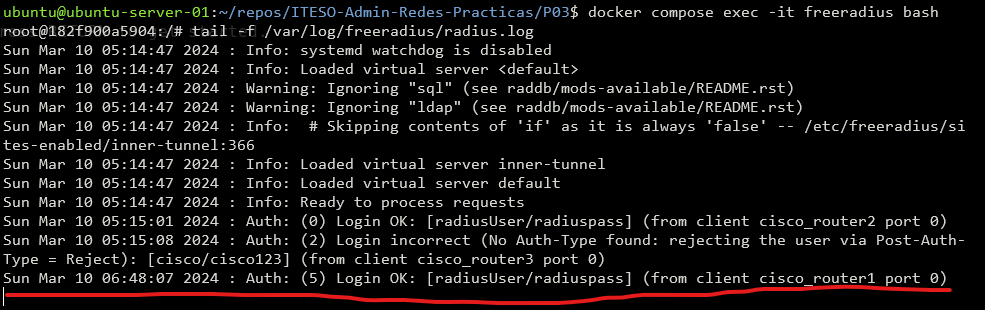 ubuntu@ubuntu-server-01:~/repos/ITESO-Admin-Redes-Practicas/P03$ docker compose exec -it freeradius bash
root@182f900a5904:/# tail -f /var/log/freeradius/radius.log
Sun Mar 10 05:14:47 2024 : Info: systemd watchdog is disabled
Sun Mar 10 05:14:47 2024 : Info: Loaded virtual server <default>
Sun Mar 10 05:14:47 2024 : Warning: Ignoring "sql" (see raddb/mods-available/README.rst)
Sun Mar 10 05:14:47 2024 : Warning: Ignoring "ldap" (see raddb/mods-available/README.rst)
Sun Mar 10 05:14:47 2024 : Info:  # Skipping contents of 'if' as it is always 'false' -- /etc/freeradius/si
tes-enabled/inner-tunnel:366
Sun Mar 10 05:14:47 2024 : Info: Loaded virtual server inner-tunnel
Sun Mar 10 05:14:47 2024 : Info: Loaded virtual server default
Sun Mar 10 05:14:47 2024 : Info: Ready to process requests
Sun Mar 10 05:15:01 2024 : Auth: (0) Login OK: [radiusUser/radiuspass] (from client cisco_router2 port 0)
Sun Mar 10 05:15:08 2024 : Auth: (2) Login incorrect (No Auth-Type found: rejecting the user via Post-Auth-
Type = Reject): [cisco/cisco123] (from client cisco_router3 port 0)
Sun Mar 10 06:48:07 2024 : Auth: (5) Login OK: [radiusUser/radiuspass] (from client cisco_router1 port 0)